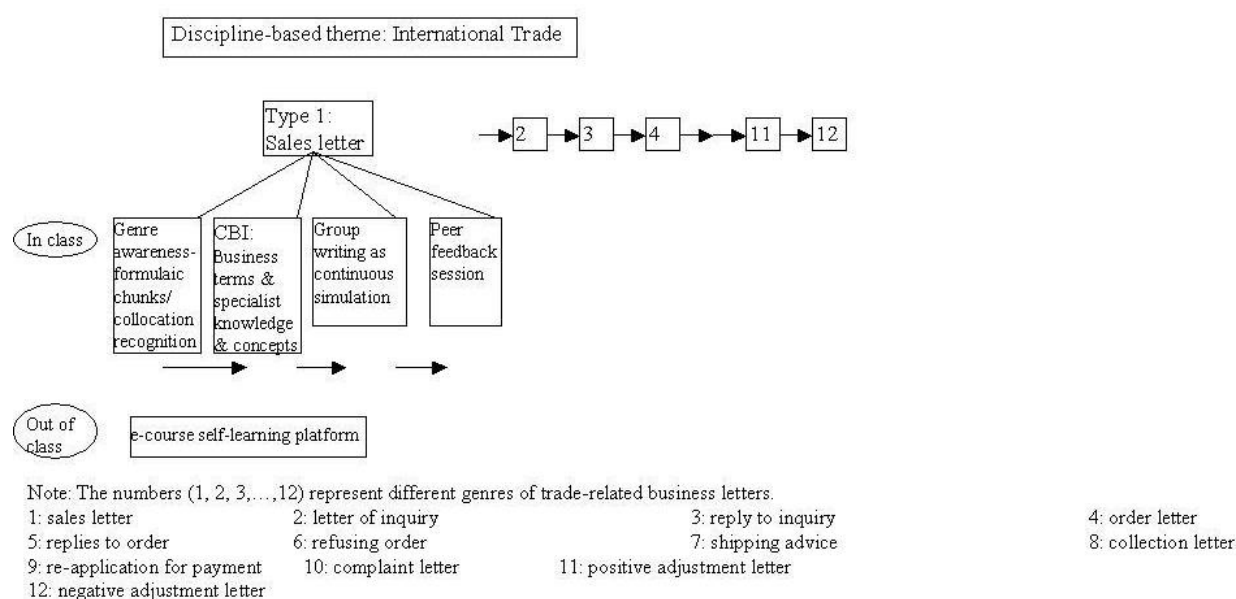 Discipline-based theme: International Trade
Type 1:
Sales letter
2 3 4 11 12
In class
Genre
awareness-
formulaic
chunks/
collocation
recognition
CBI:
Business
terms &
specialist
knowledge
& concepts
Group
writing as
continuous
simulation
Peer
feedback
session
Out of
class
e-course self-learning platform
Note: The numbers (1, 2, 3,…,12) represent different genres of trade-related business letters.
1: sales letter 2: letter of inquiry 3: reply to inquiry 4: order letter
5: replies to order 6: refusing order 7: shipping advice 8: collection letter
9: re-application for payment 10: complaint letter 11: positive adjustment letter
12: negative adjustment letter